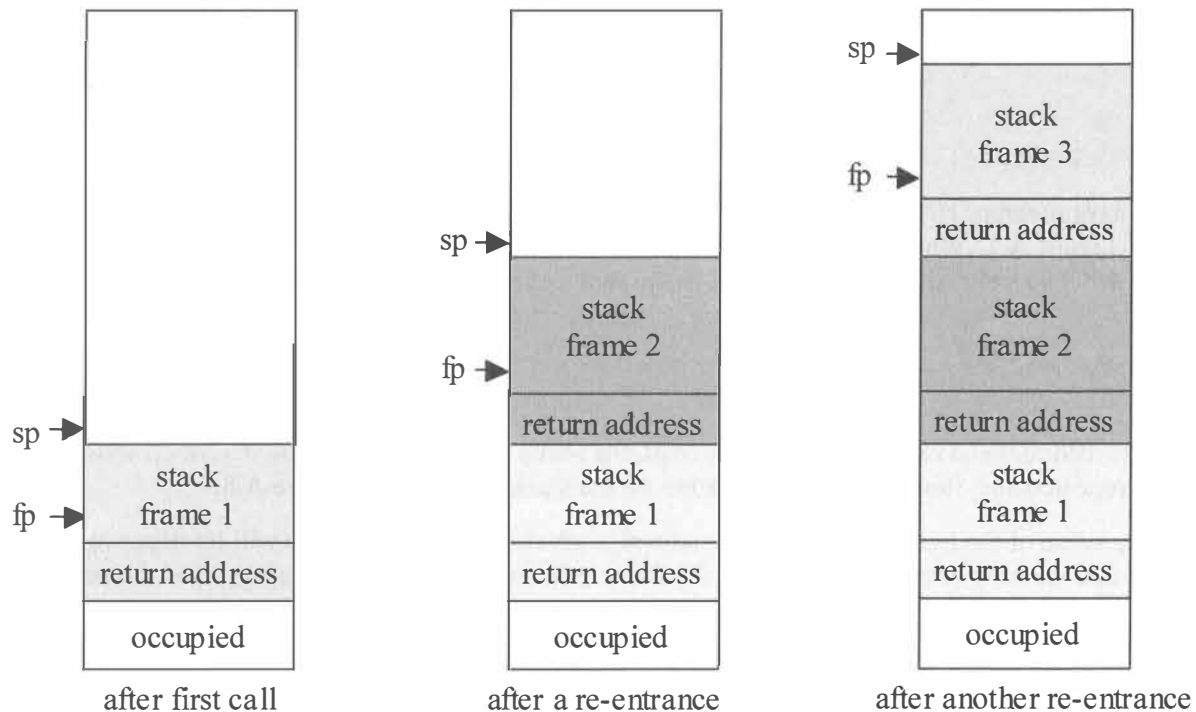 sp
stack
frame 1
fp
return address
occupied
after first call
sp
stack
frame 2
fp
return address
stack
frame 1
return address
occupied
after a re-entrance
sp
stack
frame 3
fp
return address
stack
frame 2
return address
stack
frame 1
return address
occupied
after another re-entrance